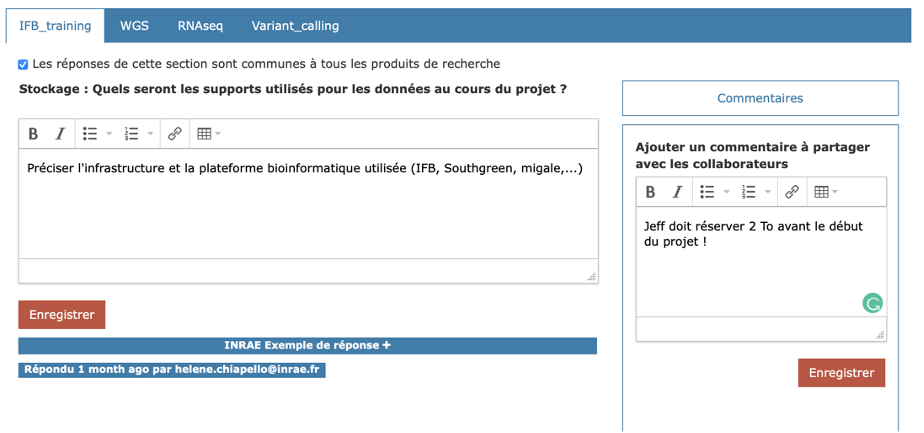 IFB_training WGS RNAseq Variant_calling
Les réponses de cette section sont communes à tous les produits de recherche
Stockage : Quels seront les supports utilisés pour les données au cours du projet ?
B I
Préciser l'infrastructure et la plateforme bioinformatique utilisée (IFB, Southgreen, migale,...)
Enregistrer
INRAE Exemple de réponse +
Répondu 1 month ago par helene.chiapello@inrae.fr
Commentaires
Ajouter un commentaire à partager
avec les collaborateurs
B I
Jeff doit réserver 2 To avant le début
du projet !
Enregistrer